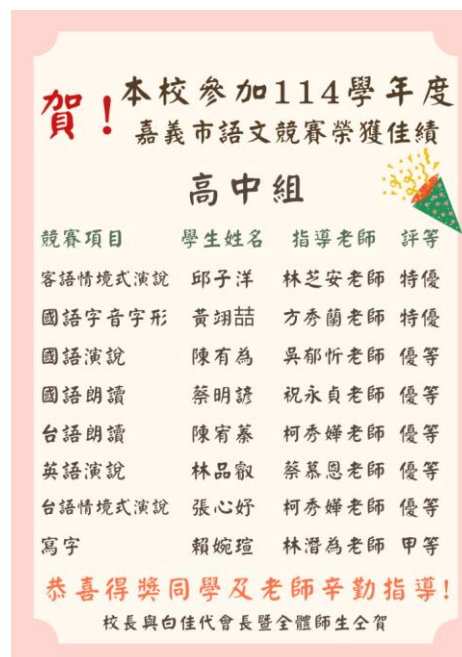 賀！
本校參加114學年度
嘉義市語文競賽榮獲佳績
高中組
競賽項目 學生姓名 指導老師 評等
客語情境式演說 邱子洋 林芝安老師 特優
國語字音字形 黃翊喆 方秀蘭老師 特優
國語演說 陳有為 吳郁忻老師 優等
國語朗讀 蔡明諺 祝永貞老師 優等
台語朗讀 陳宥蓁 柯秀嬋老師 優等
英語演說 林品叡 蔡慕恩老師 優等
台語情境式演說 張心妤 柯秀嬋老師 優等
寫字 賴婉瑄 林潛為老師 甲等
恭喜得獎同學及老師辛勤指導!
校長與白佳代會長暨全體師生仝賀